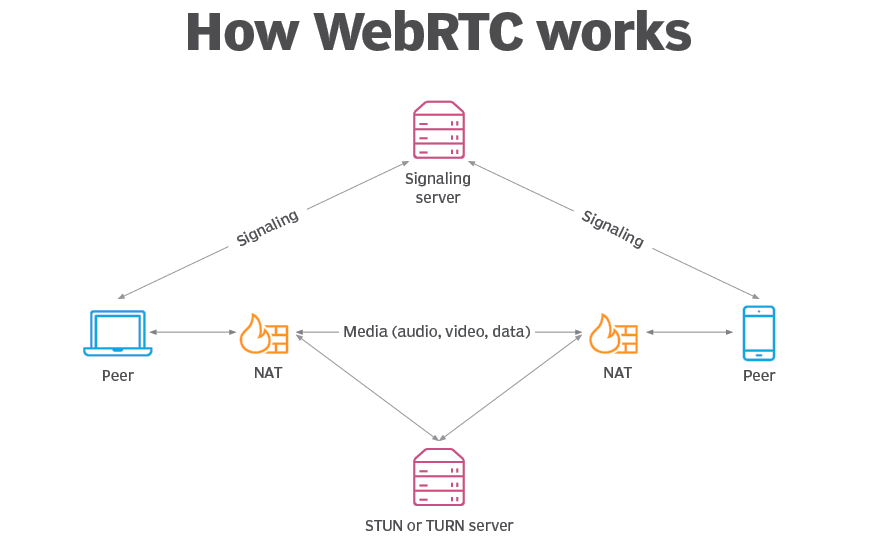 How WebRTC works
Signaling
server
Signaling
Signaling
Media (audio, video, data)
Peer
NAT
NAT
Peer
STUN or TURN server